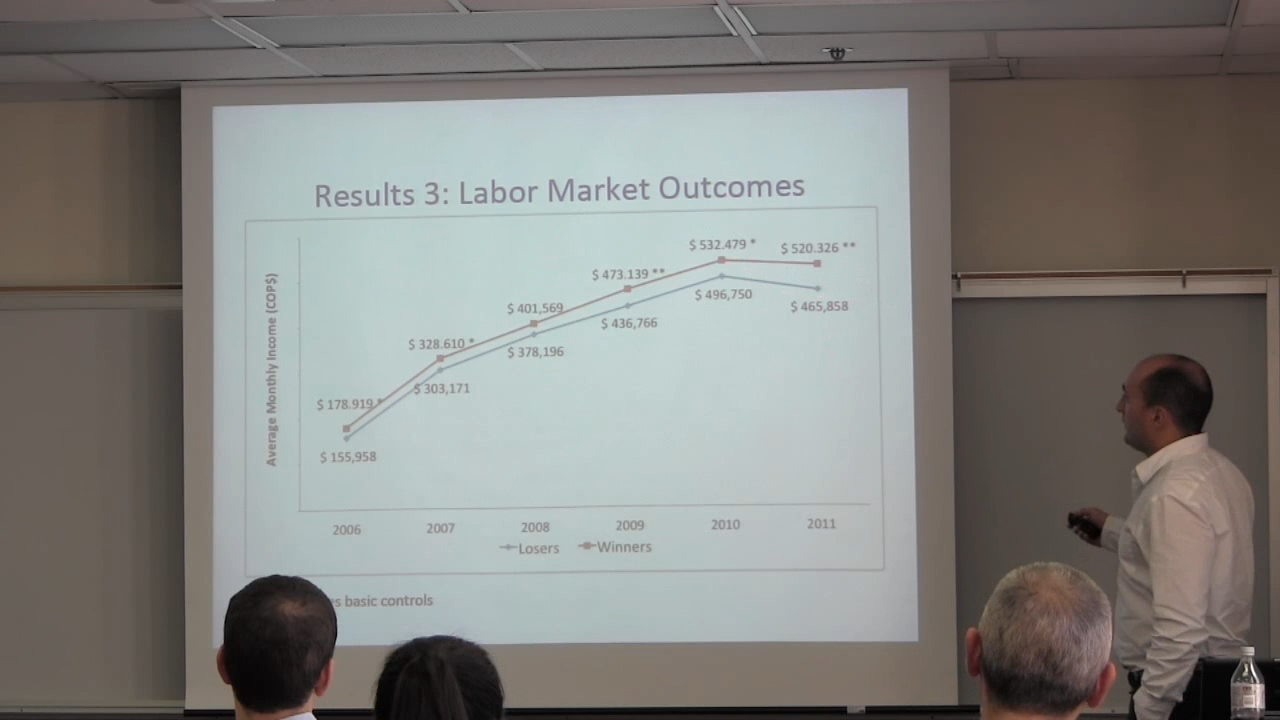 Results 3: Labor Market Outcomes
Average Monthly Income (COP$)
$ 532.479 *
$ 520.326 **
$ 473.139 **
$ 496,750
$ 465,858
$ 401,569
$ 436,766
$ 328.610 *
$ 378,196
$ 303,171
$ 178.919 *
$ 155,958
2006 2007 2008 2009 2010 2011
Losers Winners
basic controls